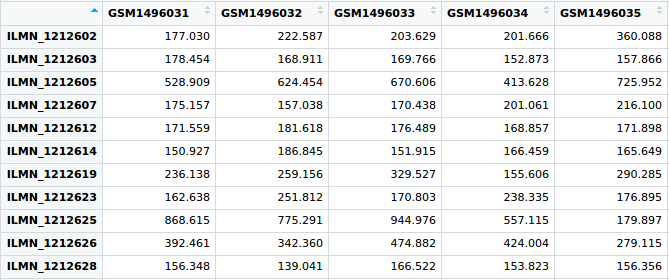 GSM1496031 GSM1496032 GSM1496033 GSM1496034 GSM1496035
ILMN_1212602 177.030 222.587 203.629 201.666 360.088
ILMN_1212603 178.454 168.911 169.766 152.873 157.866
ILMN_1212605 528.909 624.454 670.606 413.628 725.952
ILMN_1212607 175.157 157.038 170.438 201.061 216.100
ILMN_1212612 171.559 181.618 176.489 168.857 171.898
ILMN_1212614 150.927 186.845 151.915 166.459 165.649
ILMN_1212619 236.138 259.156 329.527 155.606 290.285
ILMN_1212623 162.638 251.812 170.803 238.335 176.895
ILMN_1212625 868.615 775.291 944.976 557.115 179.897
ILMN_1212626 392.461 342.360 474.882 424.004 279.115
ILMN_1212628 156.348 139.041 166.522 153.823 156.356